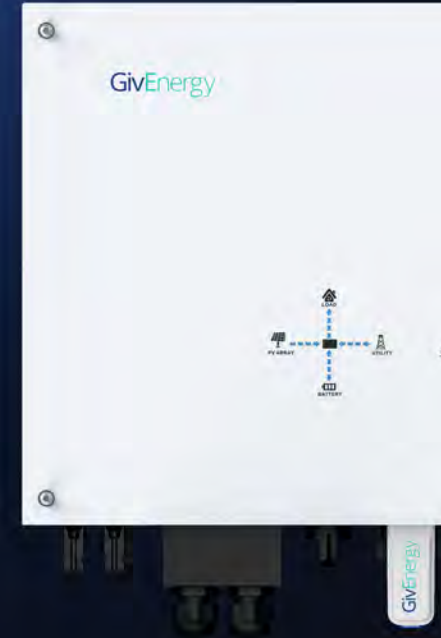 GivEnergy
LOAD
PV ARRAY
UTILITY
BATTERY
GivEnergy